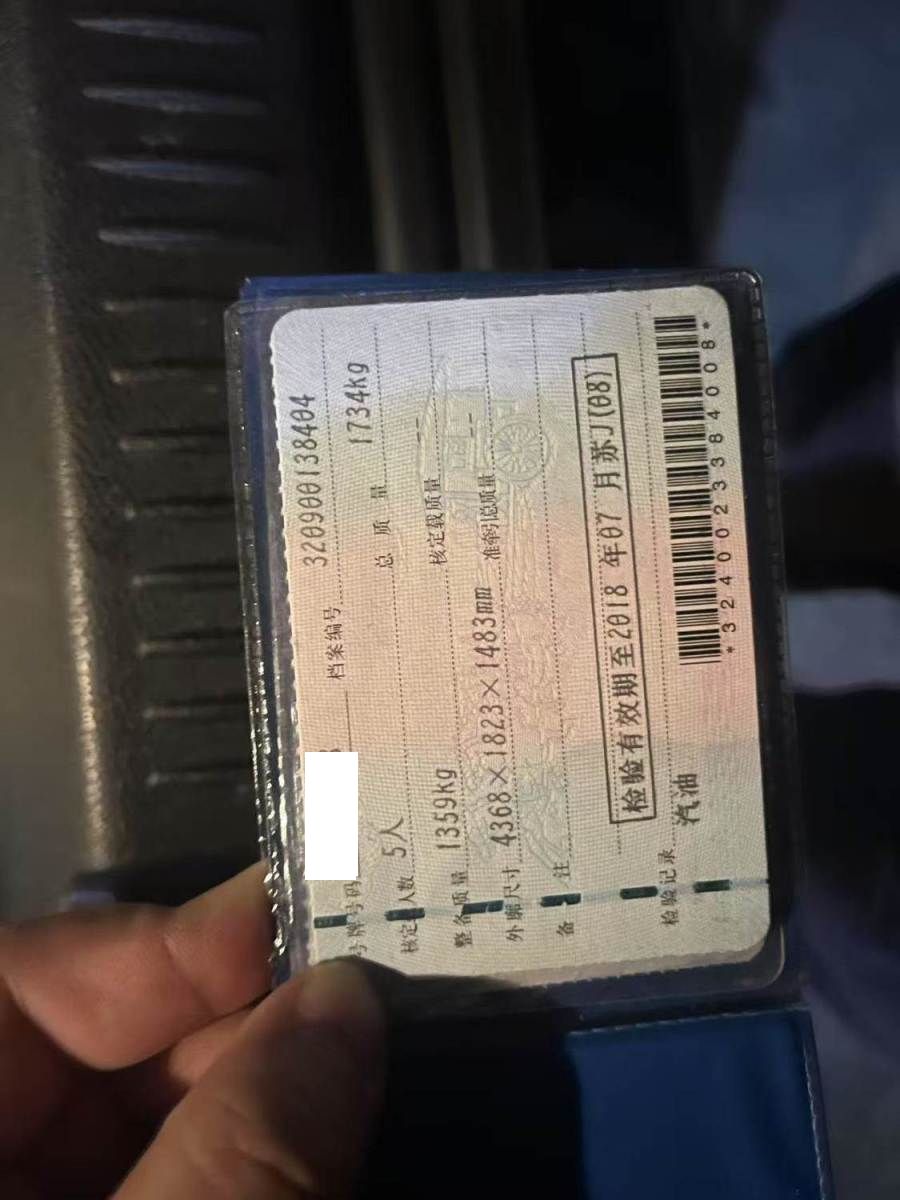 号牌号码 档案编号 320900138404
核定 人数 5人 总质量 1734kg
整备质量 1359kg 核定载质量 --
外廓尺寸 4368×1823×1483mm 准牵引总质量 --
备注
检验有效期至2018年07月苏J(08)
检验记录
汽油
*3240023384008*